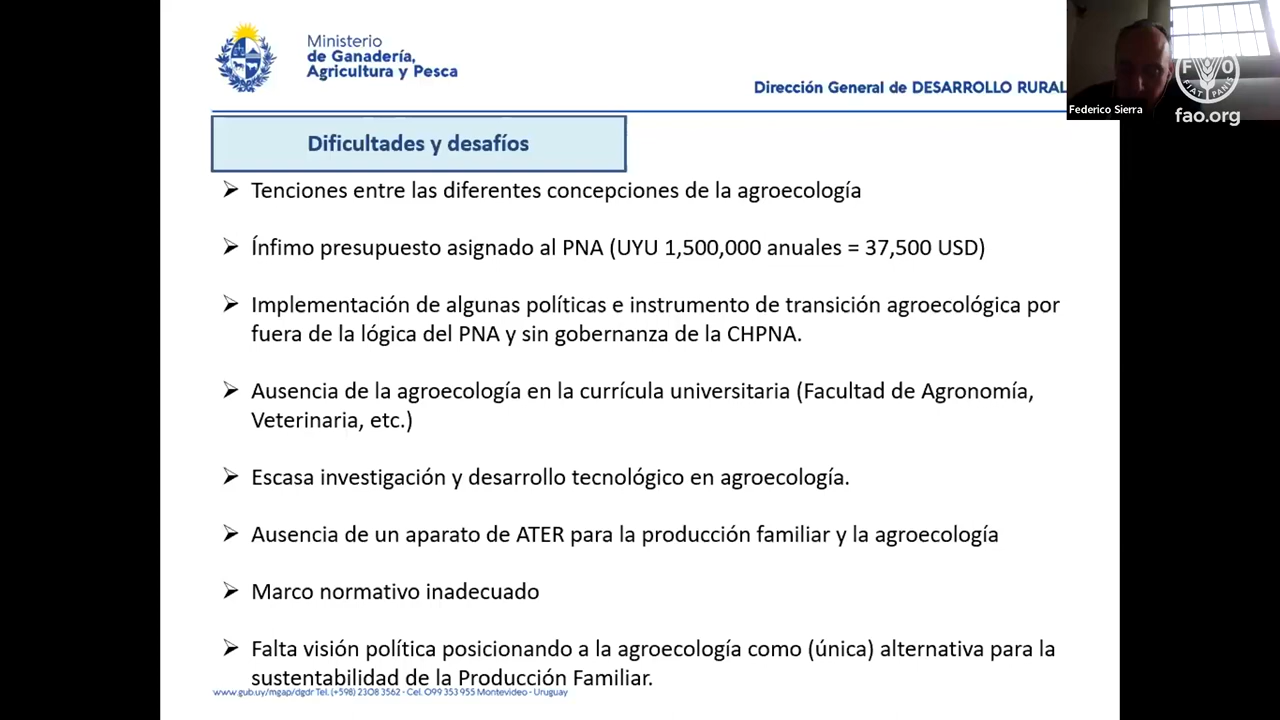 Ministerio
de Ganadería,
Agricultura y Pesca
Dirección General de DESARROLLO RURAL
Federico Sierra
F O
FIAT PANIS
fao.org
Dificultades y desafíos
➢ Tenciones entre las diferentes concepciones de la agroecología
➢ Ínfimo presupuesto asignado al PNA (UYU 1,500,000 anuales = 37,500 USD)
➢ Implementación de algunas políticas e instrumento de transición agroecológica por
fuera de la lógica del PNA y sin gobernanza de la CHPNA.
➢ Ausencia de la agroecología en la currícula universitaria (Facultad de Agronomía,
Veterinaria, etc.)
➢ Escasa investigación y desarrollo tecnológico en agroecología.
➢ Ausencia de un aparato de ATER para la producción familiar y la agroecología
➢ Marco normativo inadecuado
➢ Falta visión política posicionando a la agroecología como (única) alternativa para la
sustentabilidad de la Producción Familiar.
www.gub.uy/mgap/dgdr Tel. (+598) 2308 3562 - Cel. 099 353 955 Montevideo - Uruguay